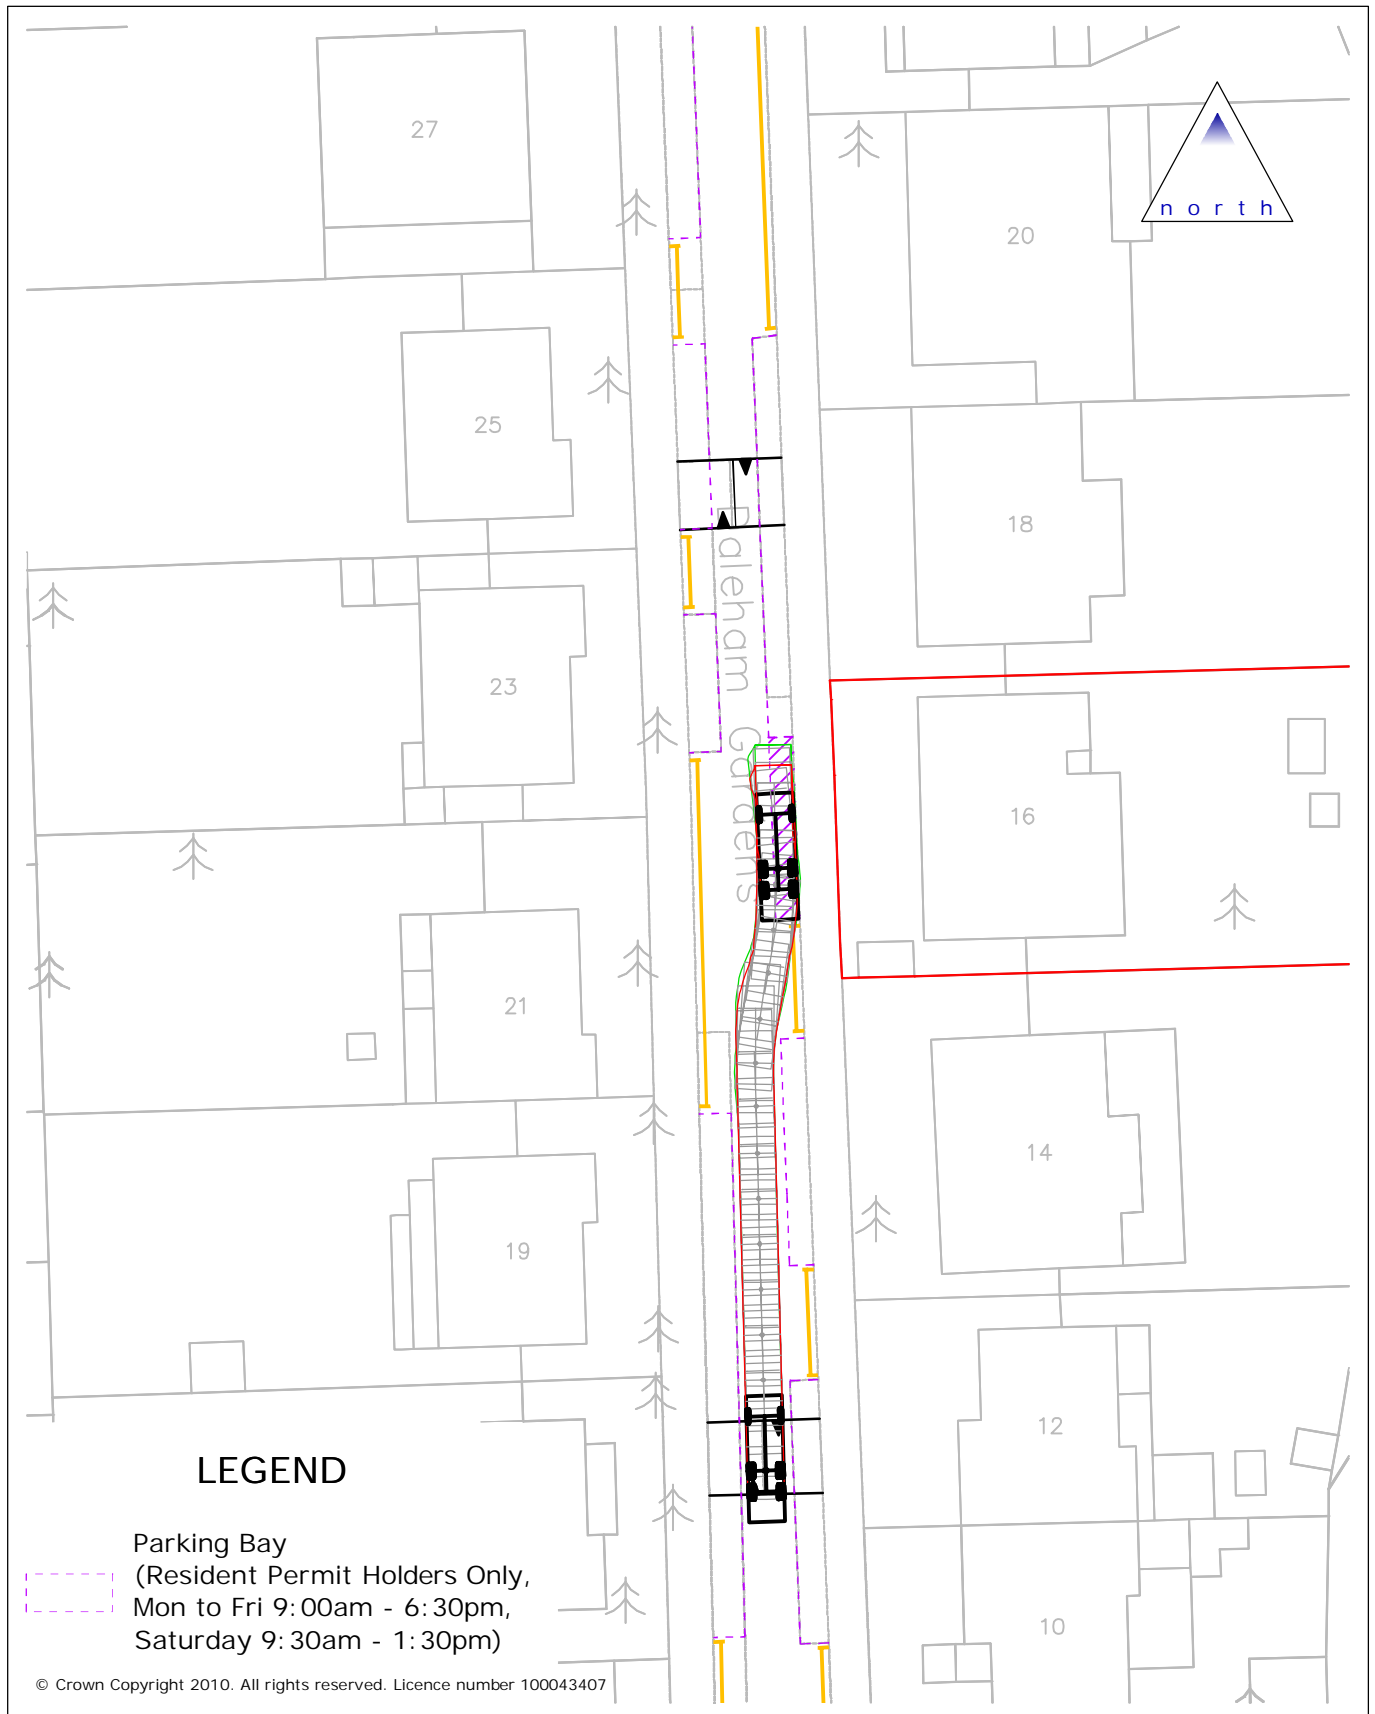 27
20
north
25
18
Daleham Gardens
23
16
21
14
19
12
10
LEGEND
Parking Bay
(Resident Permit Holders Only,
Mon to Fri 9:00am - 6:30pm,
Saturday 9:30am - 1:30pm)
© Crown Copyright 2010. All rights reserved. Licence number 100043407